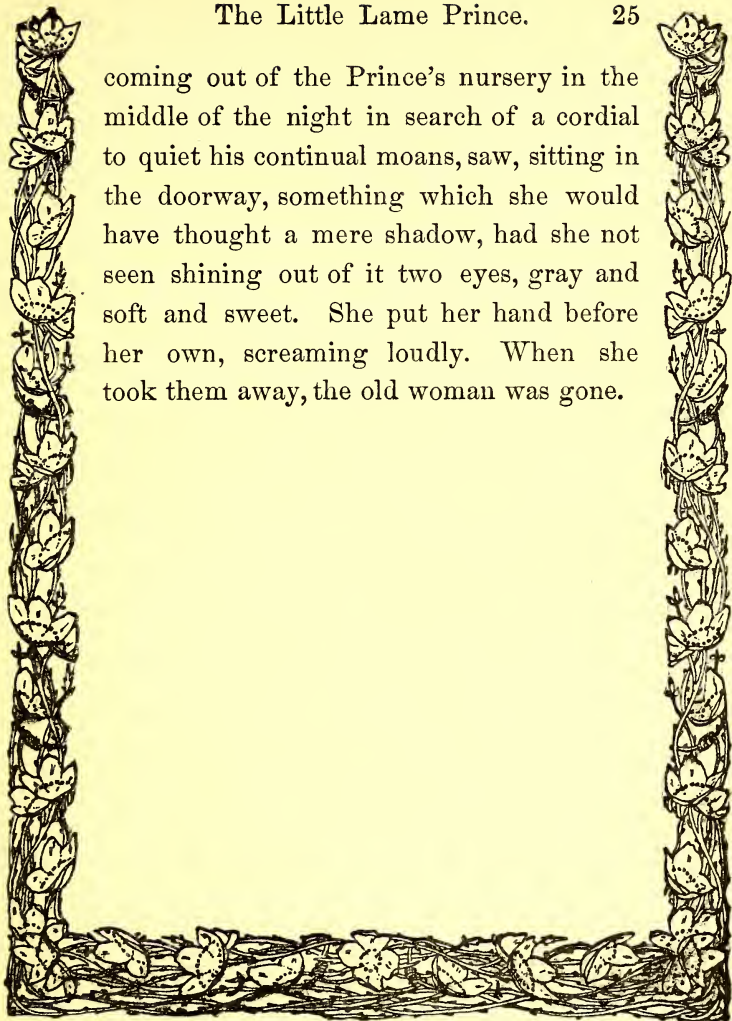 The Little Lame Prince. 25
coming out of the Prince's nursery in the
middle of the night in search of a cordial
to quiet his continual moans, saw, sitting in
the doorway, something which she would
have thought a mere shadow, had she not
seen shining out of it two eyes, gray and
soft and sweet. She put her hand before
her own, screaming loudly. When she
took them away, the old woman was gone.